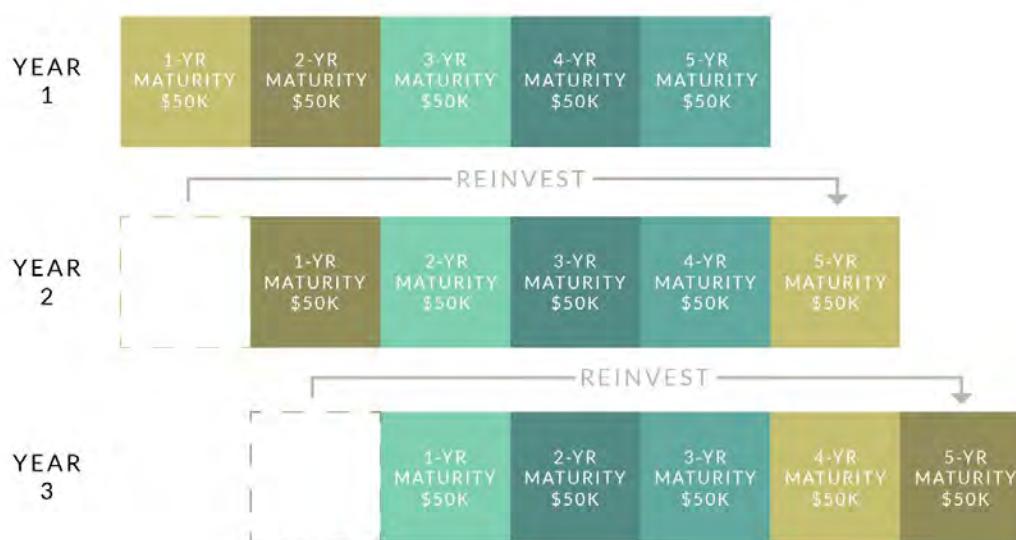 YEAR
1
1-YR
MATURITY
$50K
2-YR
MATURITY
$50K
3-YR
MATURITY
$50K
4-YR
MATURITY
$50K
5-YR
MATURITY
$50K
REINVEST
YEAR
2
1-YR
MATURITY
$50K
2-YR
MATURITY
$50K
3-YR
MATURITY
$50K
4-YR
MATURITY
$50K
5-YR
MATURITY
$50K
REINVEST
YEAR
3
1-YR
MATURITY
$50K
2-YR
MATURITY
$50K
3-YR
MATURITY
$50K
4-YR
MATURITY
$50K
5-YR
MATURITY
$50K